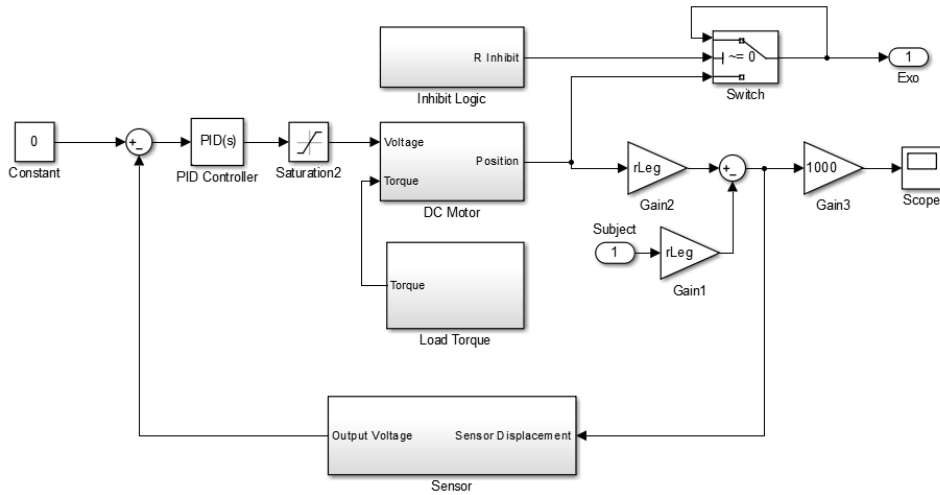 R Inhibit
Inhibit Logic
~= 0
Switch
1
Exo
0
Constant
+
−
PID(s)
PID Controller
Saturation2
Voltage
Torque
Position
DC Motor
rLeg
Gain2
+
−
1000
Gain3
Scope
Subject
1
rLeg
Gain1
Torque
Load Torque
Output Voltage
Sensor Displacement
Sensor